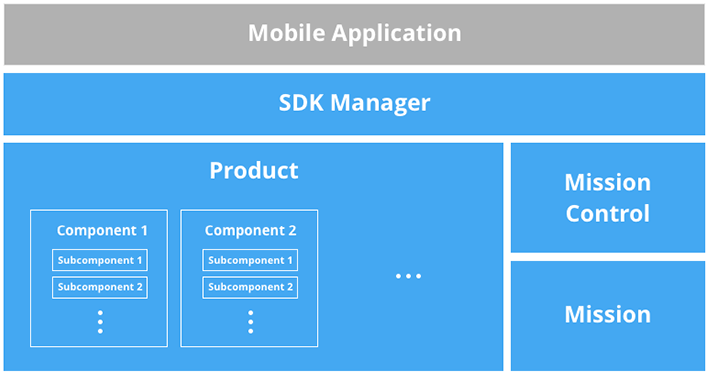 Mobile Application
SDK Manager
Product
Component 1
Subcomponent 1
Subcomponent 2
Component 2
Subcomponent 1
Subcomponent 2
...
Mission
Control
Mission